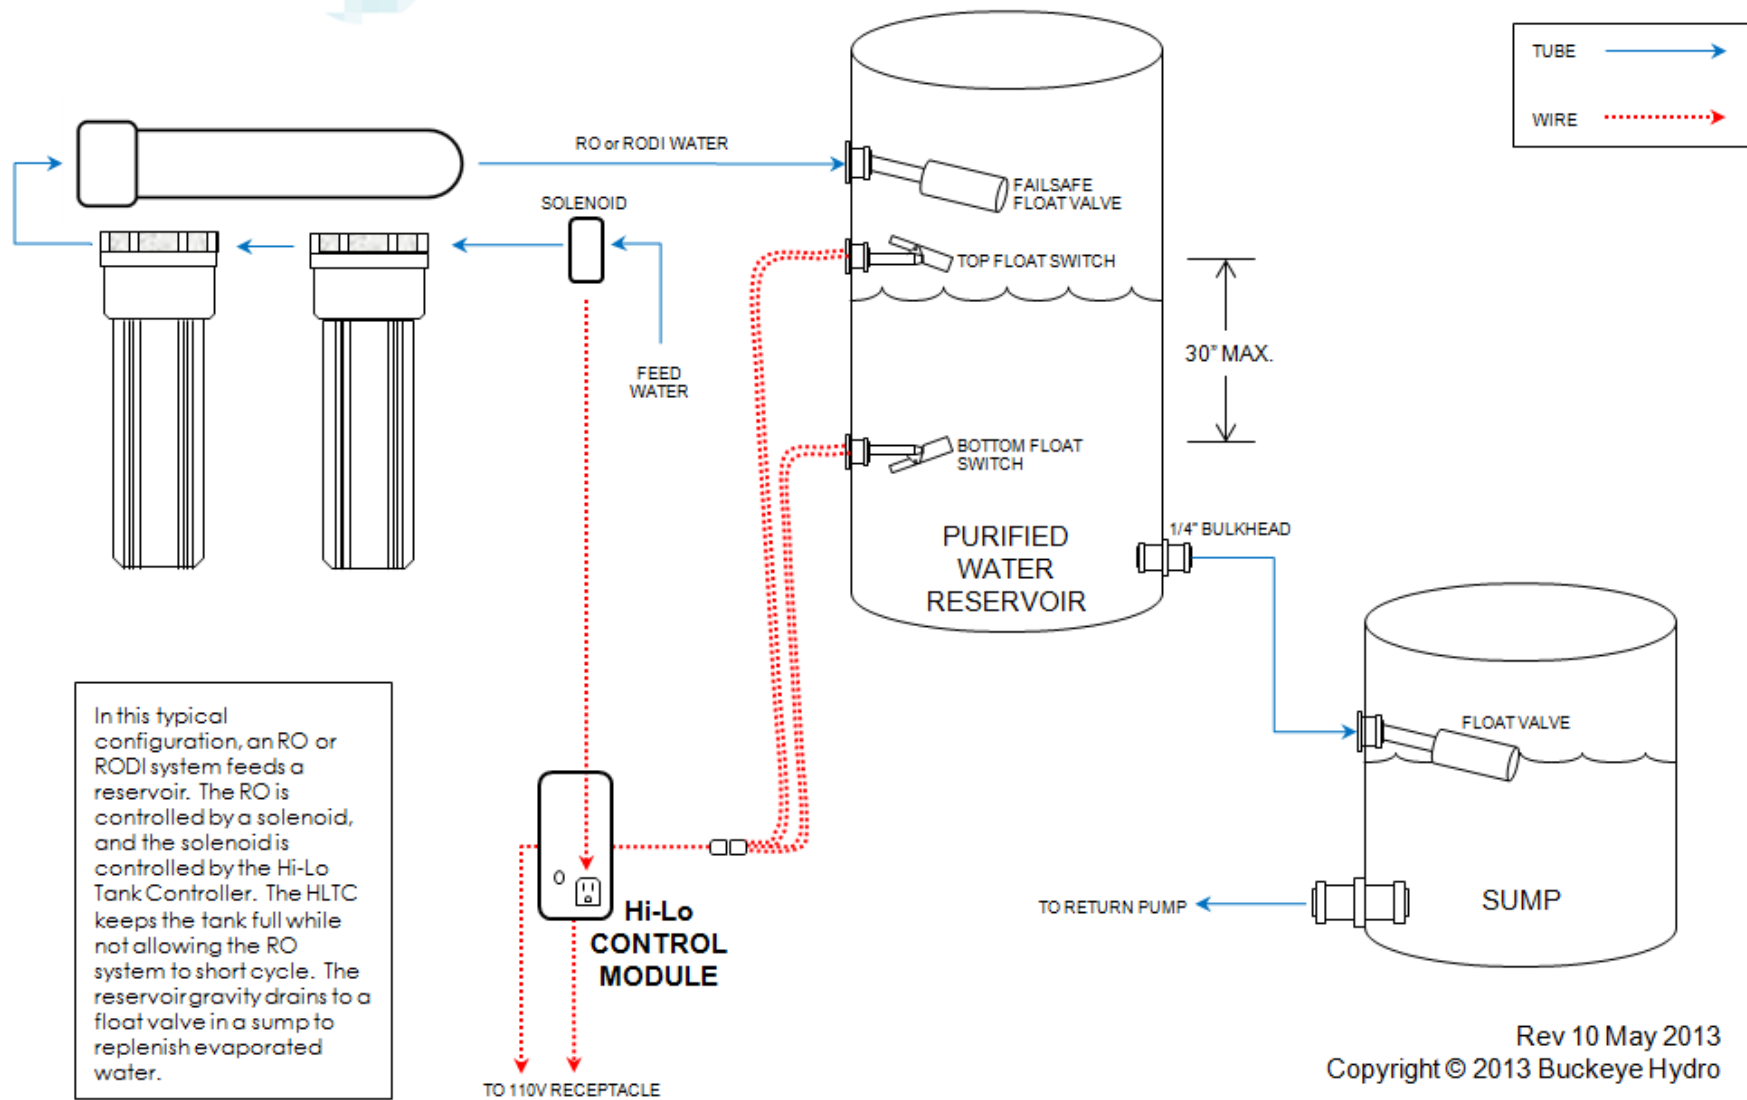 TUBE
WIRE
RO or RODI WATER
SOLENOID
FAILSAFE
FLOAT VALVE
TOP FLOAT SWITCH
30” MAX.
FEED
WATER
BOTTOM FLOAT
SWITCH
PURIFIED
WATER
RESERVOIR
1/4” BULKHEAD
In this typical
configuration, an RO or
RODI system feeds a
reservoir. The RO is
controlled by a solenoid,
and the solenoid is
controlled by the Hi-Lo
Tank Controller. The HLTC
keeps the tank full while
not allowing the RO
system to short cycle. The
reservoir gravity drains to a
float valve in a sump to
replenish evaporated
water.
Hi-Lo
CONTROL
MODULE
TO 110V RECEPTACLE
FLOAT VALVE
SUMP
TO RETURN PUMP
Rev 10 May 2013
Copyright © 2013 Buckeye Hydro